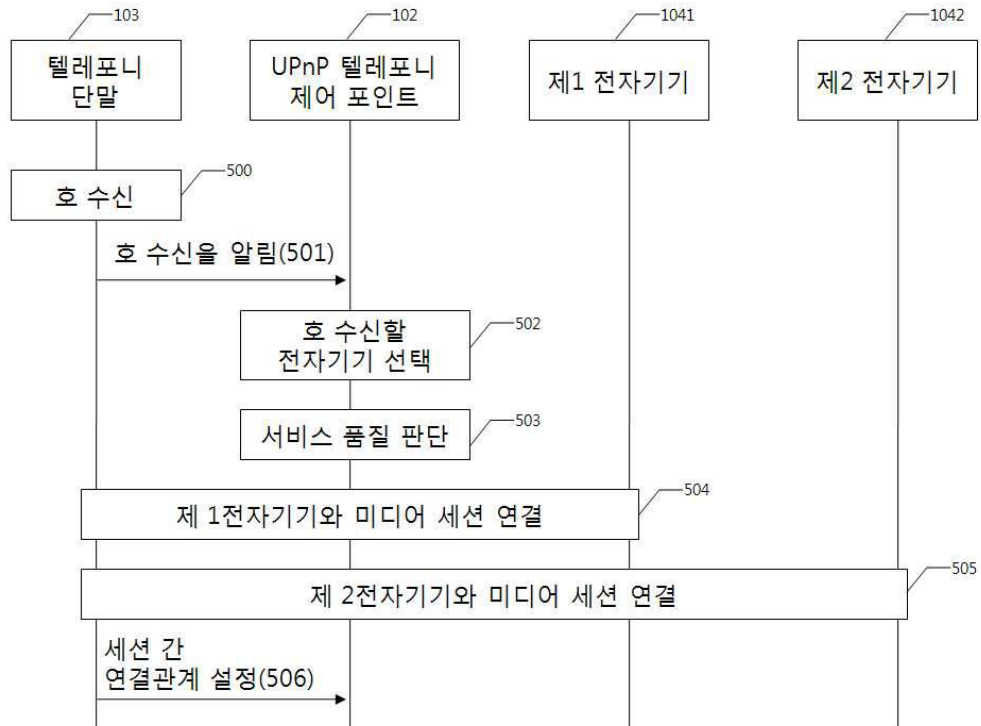 103
102
1041
1042
텔레포니
단말
UPnP 텔레포니
제어 포인트
제1 전자기기
제2 전자기기
500
호 수신
호 수신을 알림(501)
502
호 수신할
전자기기 선택
503
서비스 품질 판단
504
제 1전자기기와 미디어 세션 연결
505
제 2전자기기와 미디어 세션 연결
세션 간
연결관계 설정(506)